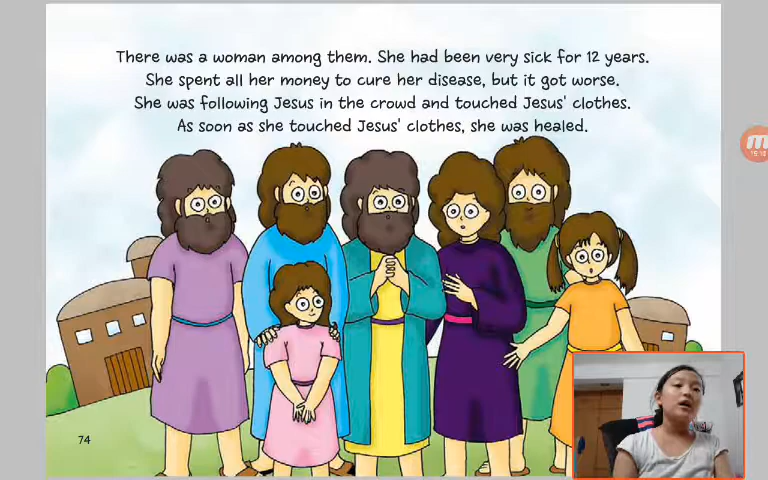 There was a woman among them. She had been very sick for 12 years.
She spent all her money to cure her disease, but it got worse.
She was following Jesus in the crowd and touched Jesus' clothes.
As soon as she touched Jesus' clothes, she was healed.
74